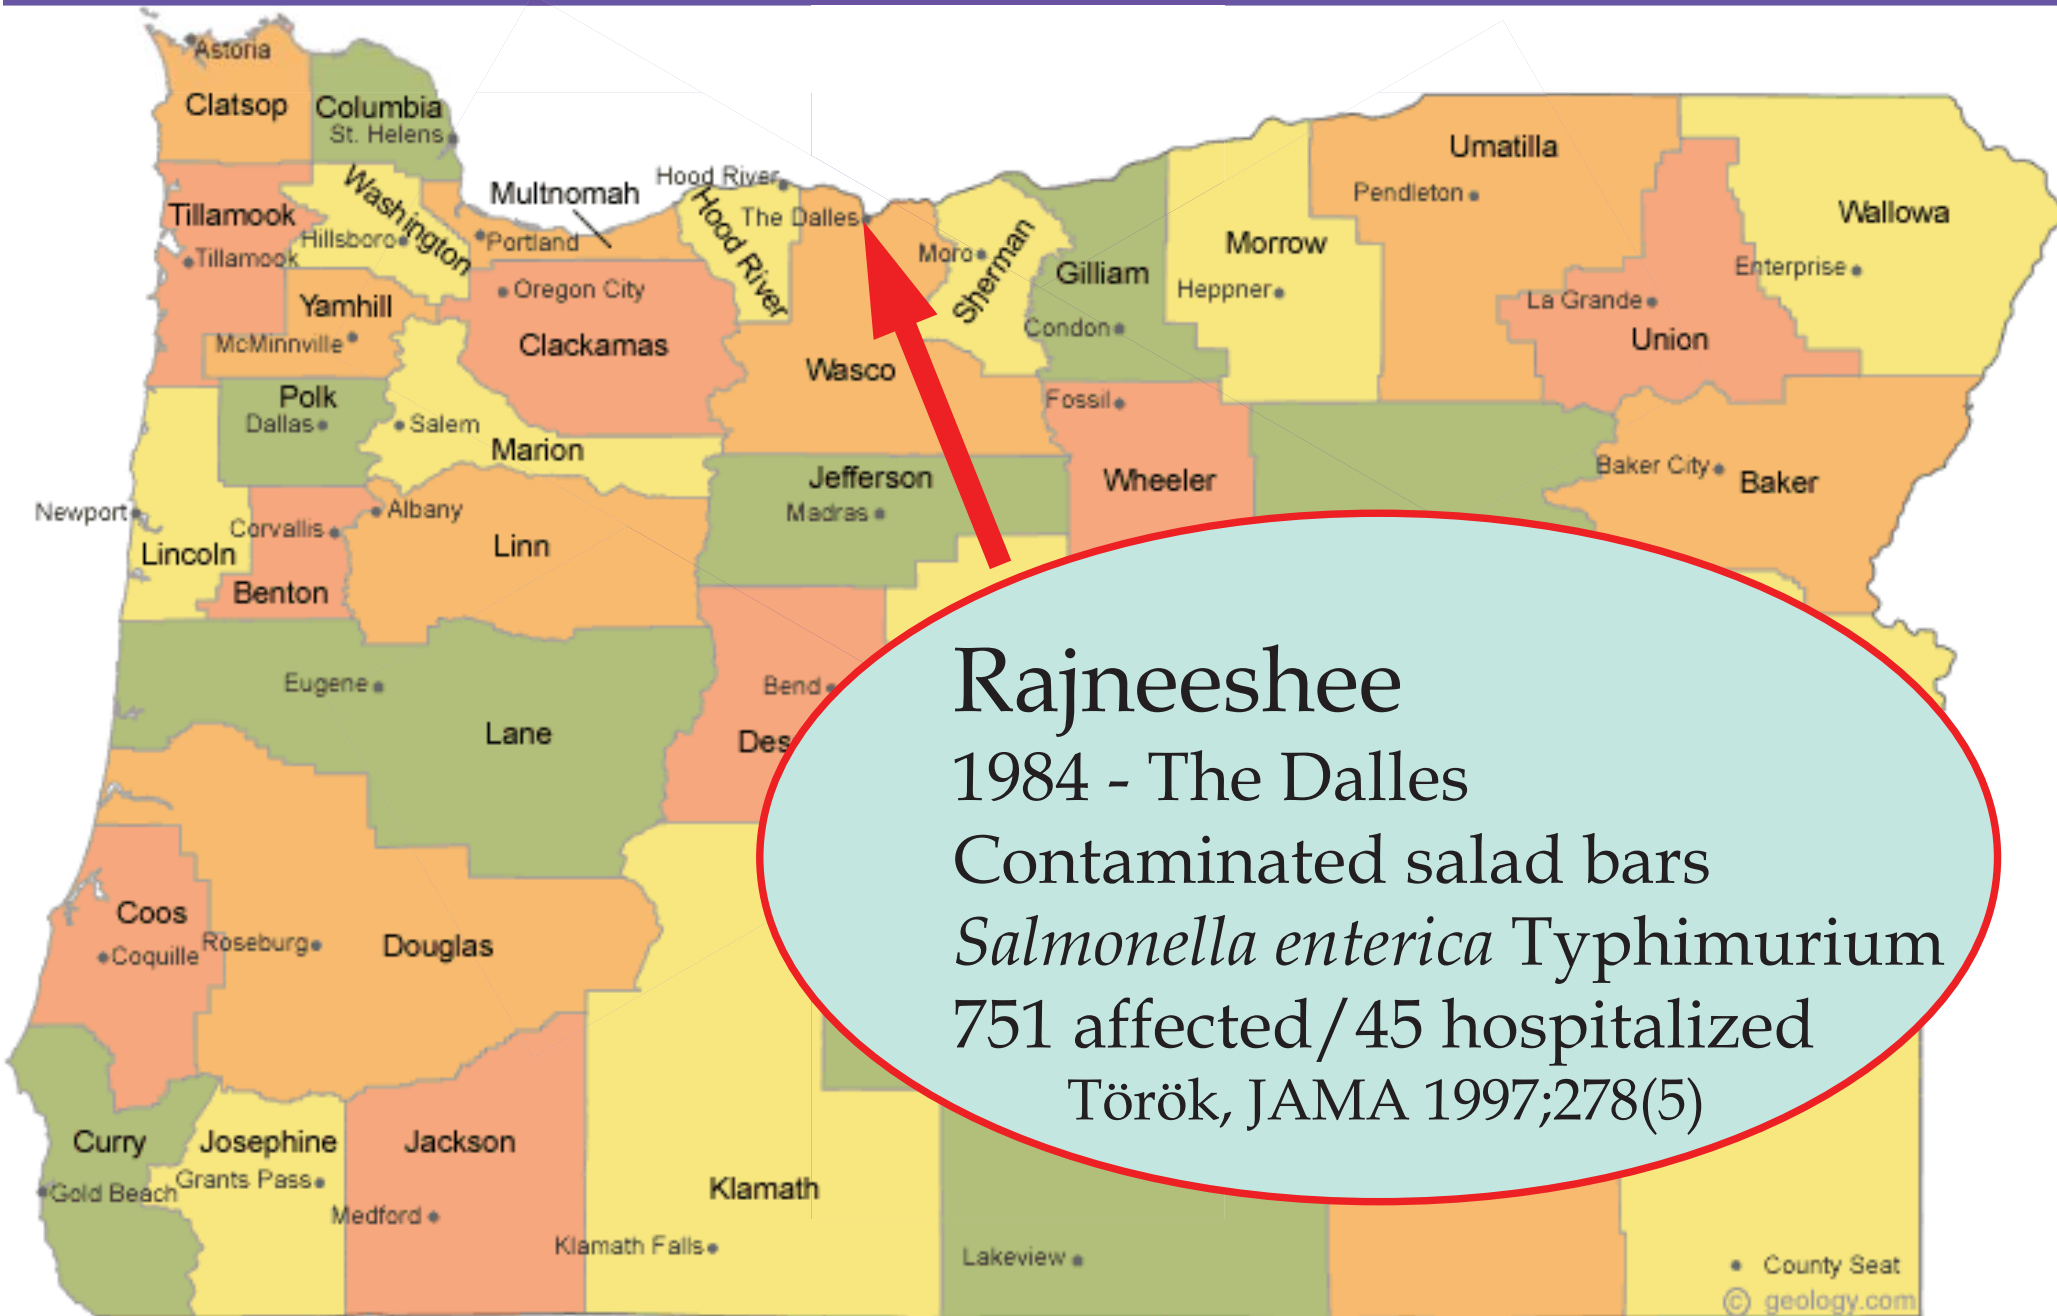 Astoria
Clatsop
Columbia
St. Helens
Washington
Hillsboro
Tillamook
Tillamook
Multnomah
Portland
Hood River
Hood River
The Dalles
Moro
Sherman
Gilliam
Condon
Morrow
Heppner
Umatilla
Pendleton
Wallowa
Enterprise
La Grande
Union
Yamhill
McMinnville
Oregon City
Clackamas
Wasco
Polk
Dallas
Salem
Marion
Jefferson
Madras
Fossil
Wheeler
Baker City
Baker
Newport
Lincoln
Corvallis
Benton
Albany
Linn
Eugene
Lane
Bend
Des
Rajneeshee
1984 - The Dalles
Contaminated salad bars
Salmonella enterica Typhimurium
751 affected/45 hospitalized
Török, JAMA 1997;278(5)
Coos
Coquille
Roseburg
Douglas
Curry
Gold Beach
Josephine
Grants Pass
Jackson
Medford
Klamath
Klamath Falls
Lakeview
County Seat
© geology.com